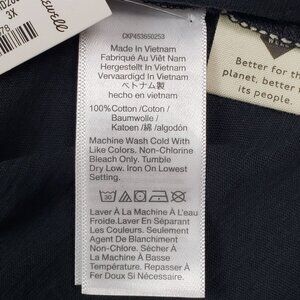 3X
78
CKP453650253
Made In Vietnam
Fabriqué Au Viêt Nam
Hergestellt In Vietnam
Vervaardigd In Vietnam
ベトナム製
hecho en vietnam
100%Cotton /Coton /
Baumwolle /
Katoen /綿 /algodón
Machine Wash Cold With
Like Colors. Non-Chlorine
Bleach Only. Tumble
Dry Low. Iron On Lowest
Setting.
Laver À La Machine À L'eau
Froide.Laver En Séparant
Les Couleurs. Seulement
Agent De Blanchiment
Non-Chlore. Sécher À La
Machine À Basse
Température. Repasser À
Fer Doux Si Besoin
Better for the
planet, better
its people.